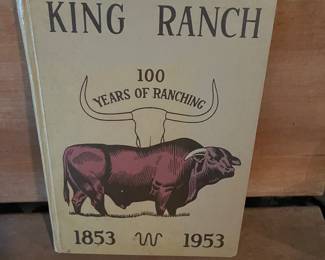 KING RANCH
100
YEARS OF RANCHING
1853 1953